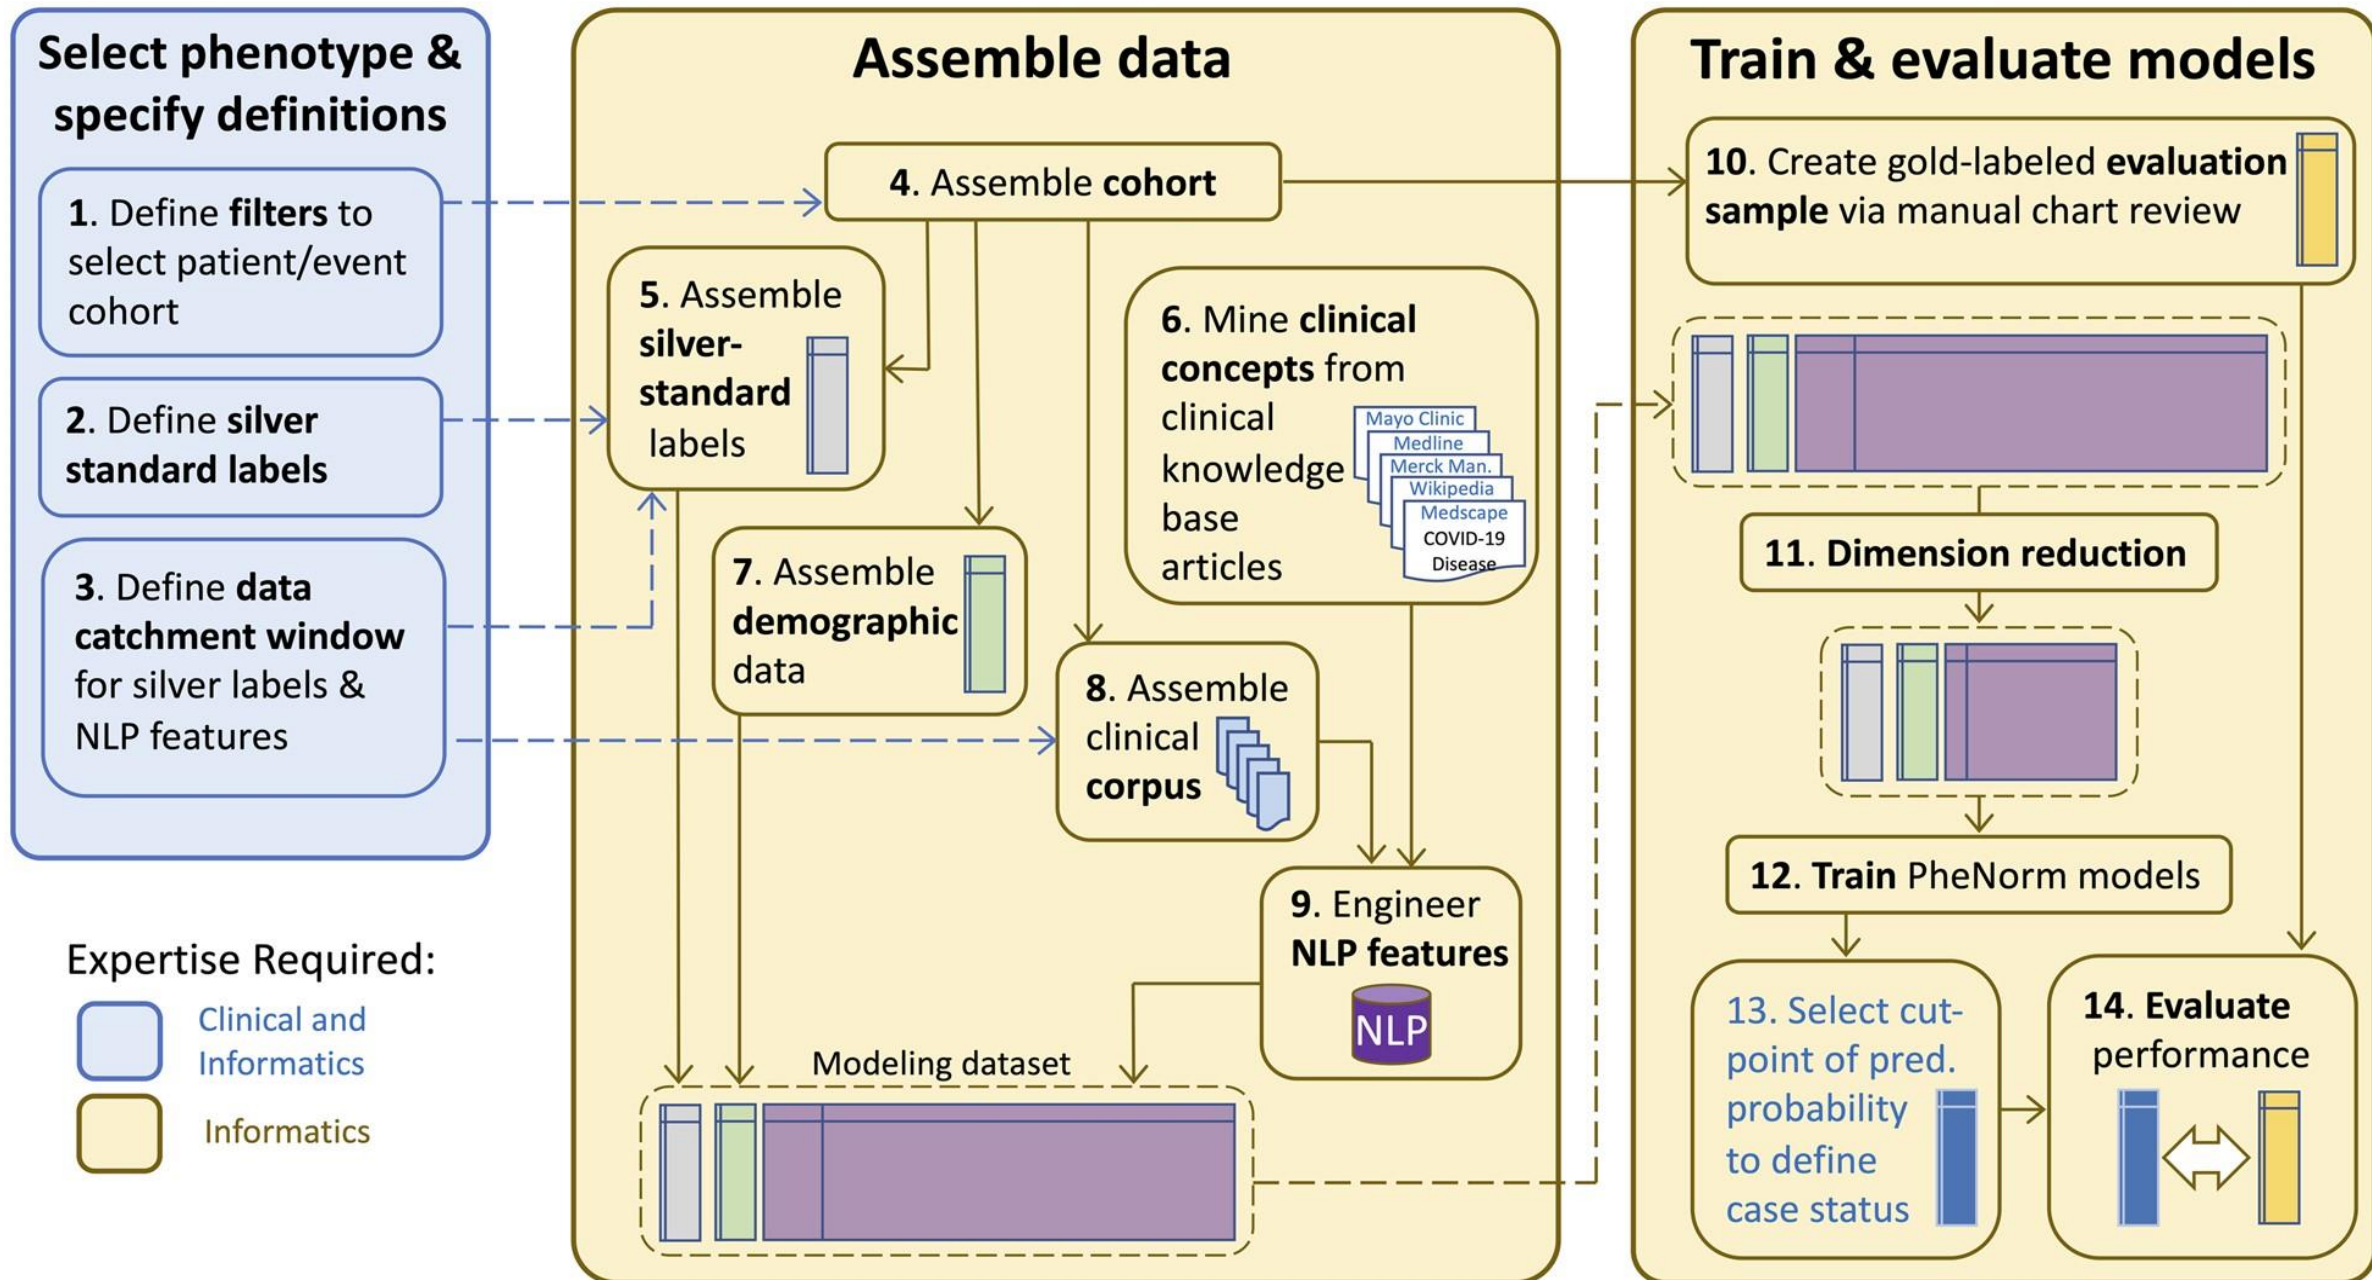 Select phenotype &
specify definitions
1. Define filters to
select patient/event
cohort
2. Define silver
standard labels
3. Define data
catchment window
for silver labels &
NLP features
Expertise Required:
Clinical and
Informatics
Informatics
Assemble data
4. Assemble cohort
5. Assemble
silver-
standard
labels
6. Mine clinical
concepts from
clinical
knowledge
base
articles
Mayo Clinic
Medline
Merck Man.
Wikipedia
Medscape
COVID-19
Disease
7. Assemble
demographic
data
8. Assemble
clinical
corpus
9. Engineer
NLP features
NLP
Modeling dataset
Train & evaluate models
10. Create gold-labeled evaluation
sample via manual chart review
11. Dimension reduction
12. Train PheNorm models
13. Select cut-
point of pred.
probability
to define
case status
14. Evaluate
performance